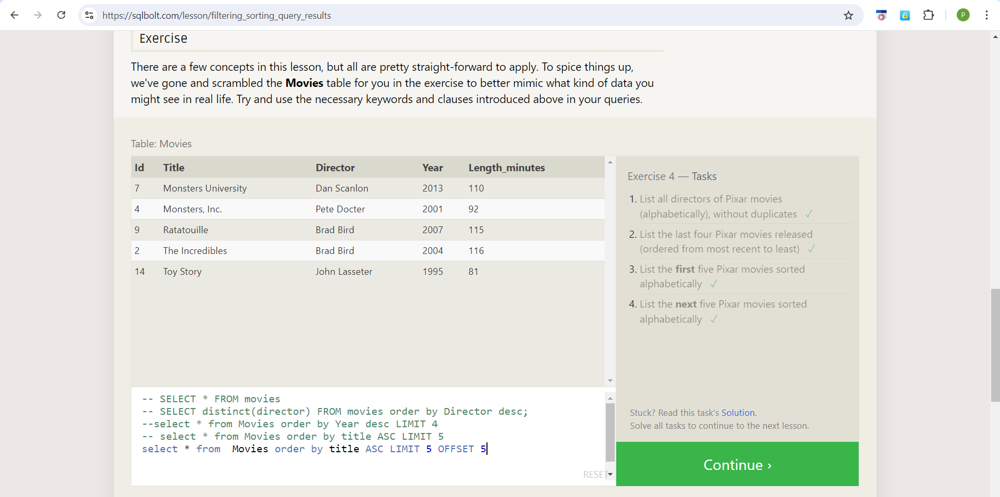 https://sqlbolt.com/lesson/filtering_sorting_query_results
p
Exercise
There are a few concepts in this lesson, but all are pretty straight-forward to apply. To spice things up,
we've gone and scrambled the Movies table for you in the exercise to better mimic what kind of data you
might see in real life. Try and use the necessary keywords and clauses introduced above in your queries.
Table: Movies
Id Title Director Year Length_minutes
7 Monsters University Dan Scanlon 2013 110
4 Monsters, Inc. Pete Docter 2001 92
9 Ratatouille Brad Bird 2007 115
2 The Incredibles Brad Bird 2004 116
14 Toy Story John Lasseter 1995 81
-- SELECT * FROM movies
-- SELECT distinct(director) FROM movies order by Director desc;
--select * from Movies order by Year desc LIMIT 4
-- select * from Movies order by title ASC LIMIT 5
select * from  Movies order by title ASC LIMIT 5 OFFSET 5
RESET
Exercise 4 — Tasks
1. List all directors of Pixar movies
(alphabetically), without duplicates ✓
2. List the last four Pixar movies released
(ordered from most recent to least) ✓
3. List the first five Pixar movies sorted
alphabetically ✓
4. List the next five Pixar movies sorted
alphabetically ✓
Stuck? Read this task's Solution.
Solve all tasks to continue to the next lesson.
Continue ›